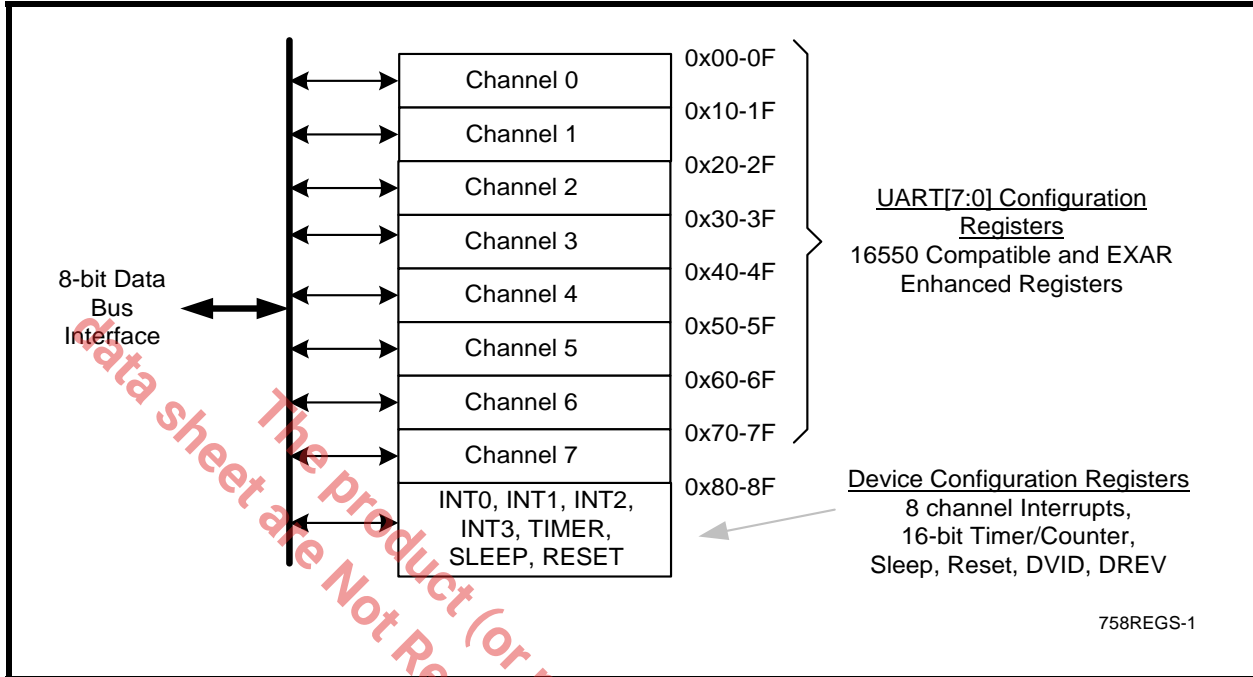 8-bit Data
Bus
Interface
Channel 0
Channel 1
Channel 2
Channel 3
Channel 4
Channel 5
Channel 6
Channel 7
INT0, INT1, INT2,
INT3, TIMER,
SLEEP, RESET
0x00-0F
0x10-1F
0x20-2F
0x30-3F
0x40-4F
0x50-5F
0x60-6F
0x70-7F
0x80-8F
UART[7:0] Configuration
Registers
16550 Compatible and EXAR
Enhanced Registers
Device Configuration Registers
8 channel Interrupts,
16-bit Timer/Counter,
Sleep, Reset, DVID, DREV
758REGS-1
The product (or
data sheet are Not